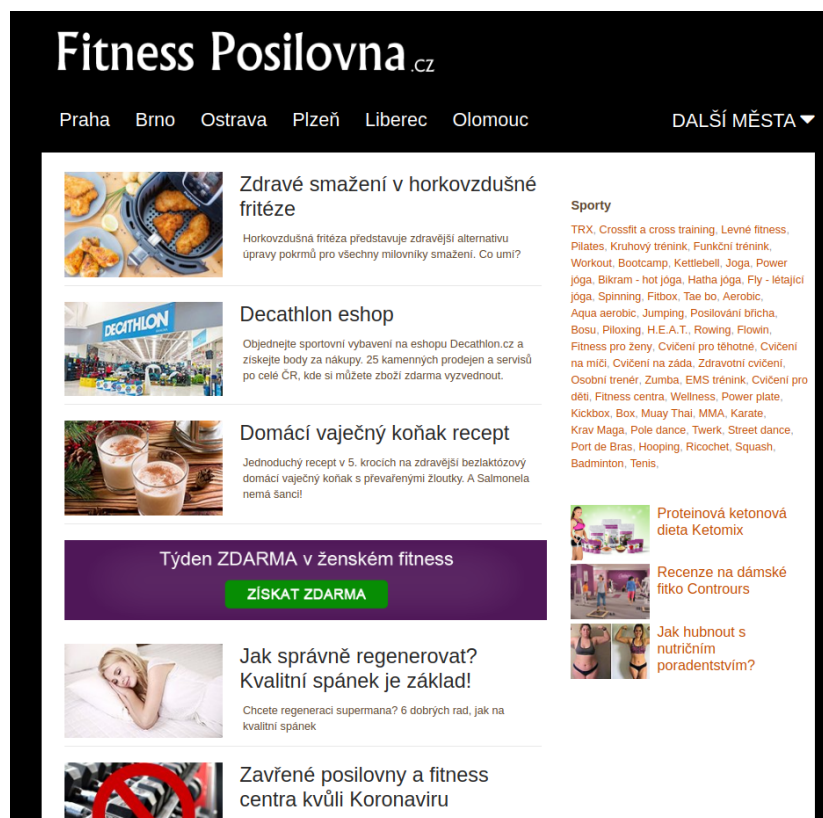 Fitness Posilovna.cz
Praha Brno Ostrava Plzeň Liberec Olomouc DALŠÍ MĚSTA
Zdravé smažení v horkovzdušné
fritéze
Horkovzdušná fritéza představuje zdravější alternativu
úpravy pokrmů pro všechny milovníky smažení. Co umí?
DECATHLON
Decathlon eshop
Objednejte sportovní vybavení na eshopu Decathlon.cz a
získejte body za nákupy. 25 kamenných prodejen a servisů
po celé ČR, kde si můžete zboží zdarma vyzvednout.
Domácí vaječný koňak recept
Jednoduchý recept v 5. krocích na zdravější bezlaktózový
domácí vaječný koňak s převařenými žloutky. A Salmonela
nemá šanci!
Týden ZDARMA v ženském fitness
ZÍSKAT ZDARMA
Jak správně regenerovat?
Kvalitní spánek je základ!
Chcete regeneraci supermana? 6 dobrých rad, jak na
kvalitní spánek
Zavřené posilovny a fitness
centra kvůli Koronaviru
Sporty
TRX, Crossfit a cross training, Levné fitness,
Pilates, Kruhový trénink, Funkční trénink,
Workout, Bootcamp, Kettlebell, Joga, Power
jóga, Bikram - hot jóga, Hatha jóga, Fly - létající
jóga, Spinning, Fitbox, Tae bo, Aerobic,
Aqua aerobic, Jumping, Posilování břicha,
Bosu, Piloxing, H.E.A.T., Rowing, Flowin,
Fitness pro ženy, Cvičení pro těhotné, Cvičení
na míči, Cvičení na záda, Zdravotní cvičení,
Osobní trenér, Zumba, EMS trénink, Cvičení pro
děti, Fitness centra, Wellness, Power plate,
Kickbox, Box, Muay Thai, MMA, Karate,
Krav Maga, Pole dance, Twerk, Street dance,
Port de Bras, Hooping, Ricochet, Squash,
Badminton, Tenis,
Proteinová ketonová
dieta Ketomix
Recenze na dámské
fitko Contrours
Jak hubnout s
nutričním
poradentstvím?